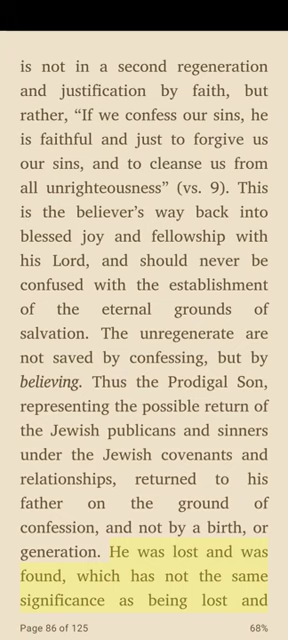 is not in a second regeneration
and justification by faith, but
rather, “If we confess our sins, he
is faithful and just to forgive us
our sins, and to cleanse us from
all unrighteousness” (vs. 9). This
is the believer’s way back into
blessed joy and fellowship with
his Lord, and should never be
confused with the establishment
of the eternal grounds of
salvation. The unregenerate are
not saved by confessing, but by
believing. Thus the Prodigal Son,
representing the possible return of
the Jewish publicans and sinners
under the Jewish covenants and
relationships, returned to his
father on the ground of
confession, and not by a birth, or
generation. He was lost and was
found, which has not the same
significance as being lost and
Page 86 of 125 68%